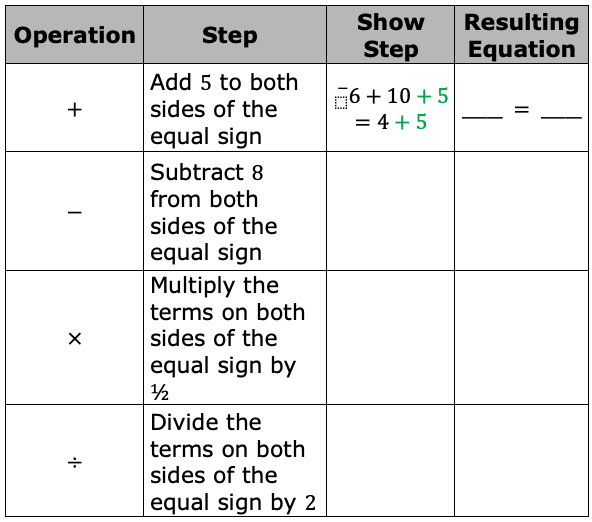 Operation Step Show Step Resulting Equation
+ Add 5 to both sides of the equal sign ⁻6 + 10 + 5 = 4 + 5 ___ = ___
− Subtract 8 from both sides of the equal sign
× Multiply the terms on both sides of the equal sign by ½
÷ Divide the terms on both sides of the equal sign by 2